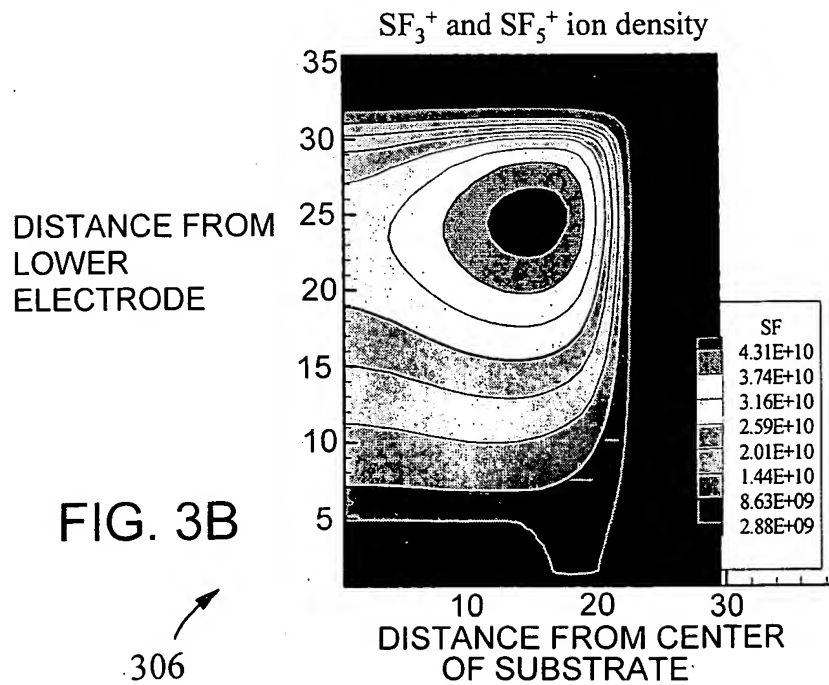 SF3+ and SF5+ ion density
35
30
25
20
15
10
5
DISTANCE FROM
LOWER
ELECTRODE
SF
4.31E+10
3.74E+10
3.16E+10
2.59E+10
2.01E+10
1.44E+10
8.63E+09
2.88E+09
FIG. 3B
306
10 20 30
DISTANCE FROM CENTER
OF SUBSTRATE